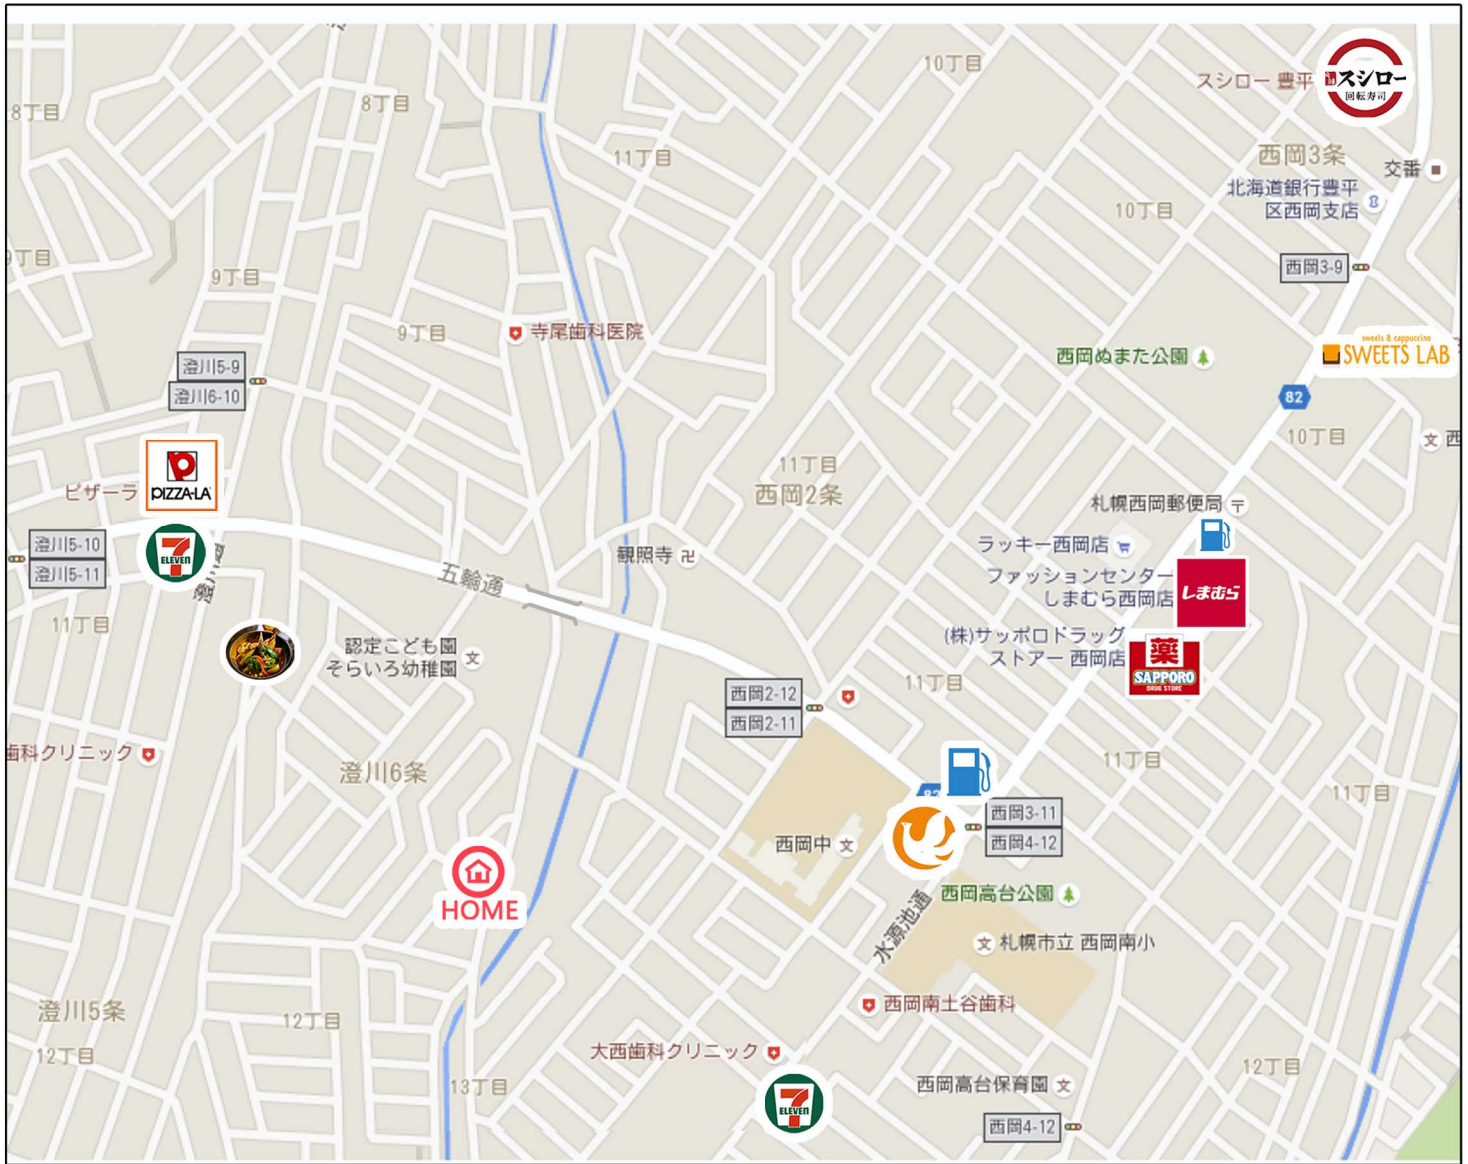 10丁目
スシロー 豊平
スシロー
回転寿司
8丁目
8丁目
11丁目
西岡3条
交番
北海道銀行豊平
区西岡支店
10丁目
9丁目
西岡3-9
9丁目
9丁目
寺尾歯科医院
sweets & cappuccino
SWEETS LAB
西岡ぬまた公園
澄川5-9
澄川6-10
82
10丁目
文 西
11丁目
西岡2条
ピザーラ
PIZZA-LA
札幌西岡郵便局
ラッキー西岡店
澄川5-10
澄川5-11
7
ELEVEN
観照寺
五輪通
ファッションセンター
しまむら西岡店
しまむら
11丁目
認定こども園
そらいろ幼稚園
文
(株)サッポロドラッグ
ストアー 西岡店
薬
SAPPORO
DRUG STORE
11丁目
西岡2-12
西岡2-11
歯科クリニック
澄川6条
11丁目
11丁目
82
西岡3-11
西岡4-12
西岡中 文
HOME
西岡高台公園
水源池通
文 札幌市立 西岡南小
西岡南土谷歯科
澄川5条
12丁目
12丁目
大西歯科クリニック
13丁目
7
ELEVEN
西岡高台保育園 文
12丁目
西岡4-12